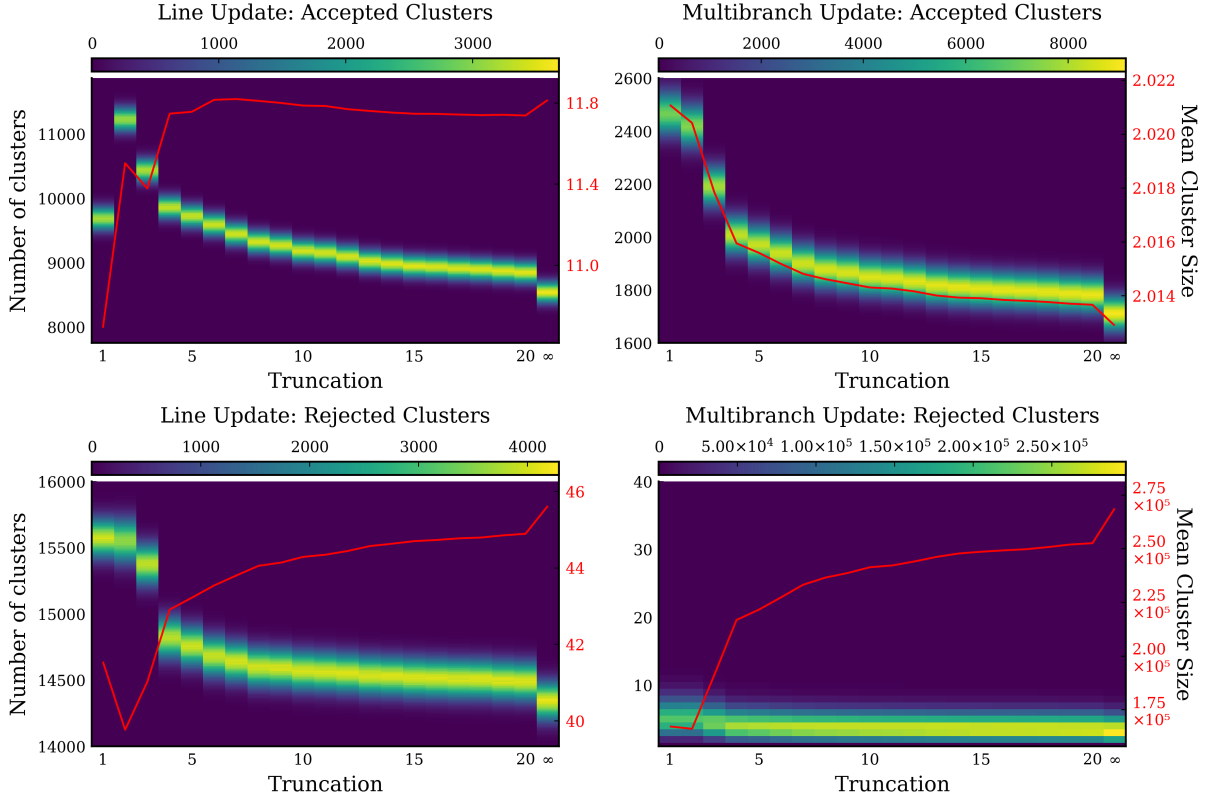 Line Update: Accepted Clusters
0 1000 2000 3000
Number of clusters
11000
10000
9000
8000
11.8
11.4
11.0
1 5 10 15 20 ∞
Truncation
Multibranch Update: Accepted Clusters
0 2000 4000 6000 8000
2600
2400
2200
2000
1800
1600
2.022
2.020
2.018
2.016
2.014
Mean Cluster Size
1 5 10 15 20 ∞
Truncation
Line Update: Rejected Clusters
0 1000 2000 3000 4000
Number of clusters
16000
15500
15000
14500
14000
46
44
42
40
1 5 10 15 20 ∞
Truncation
Multibranch Update: Rejected Clusters
0 5.00×10⁴ 1.00×10⁵ 1.50×10⁵ 2.00×10⁵ 2.50×10⁵
40
30
20
10
2.75
×10⁵
2.50
×10⁵
2.25
×10⁵
2.00
×10⁵
1.75
×10⁵
Mean Cluster Size
1 5 10 15 20 ∞
Truncation